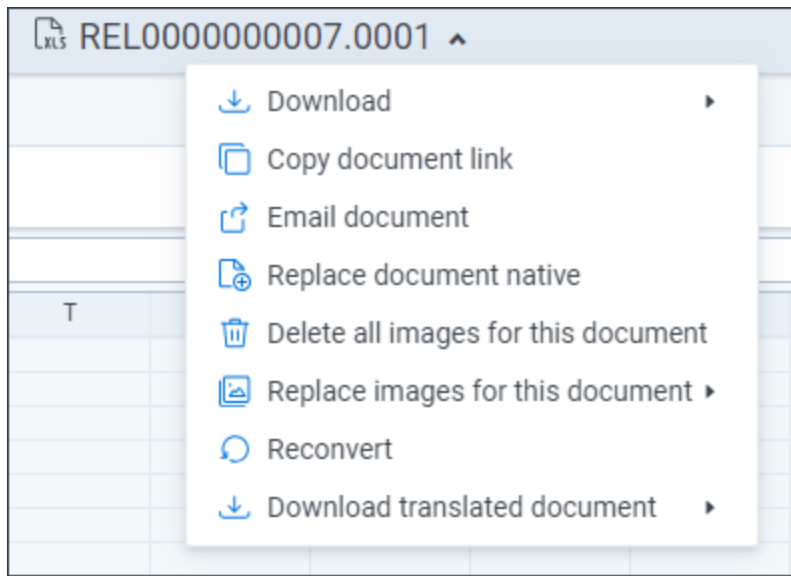 XLS REL0000000007.0001
Download
Copy document link
Email document
Replace document native
T
Delete all images for this document
Replace images for this document
Reconvert
Download translated document